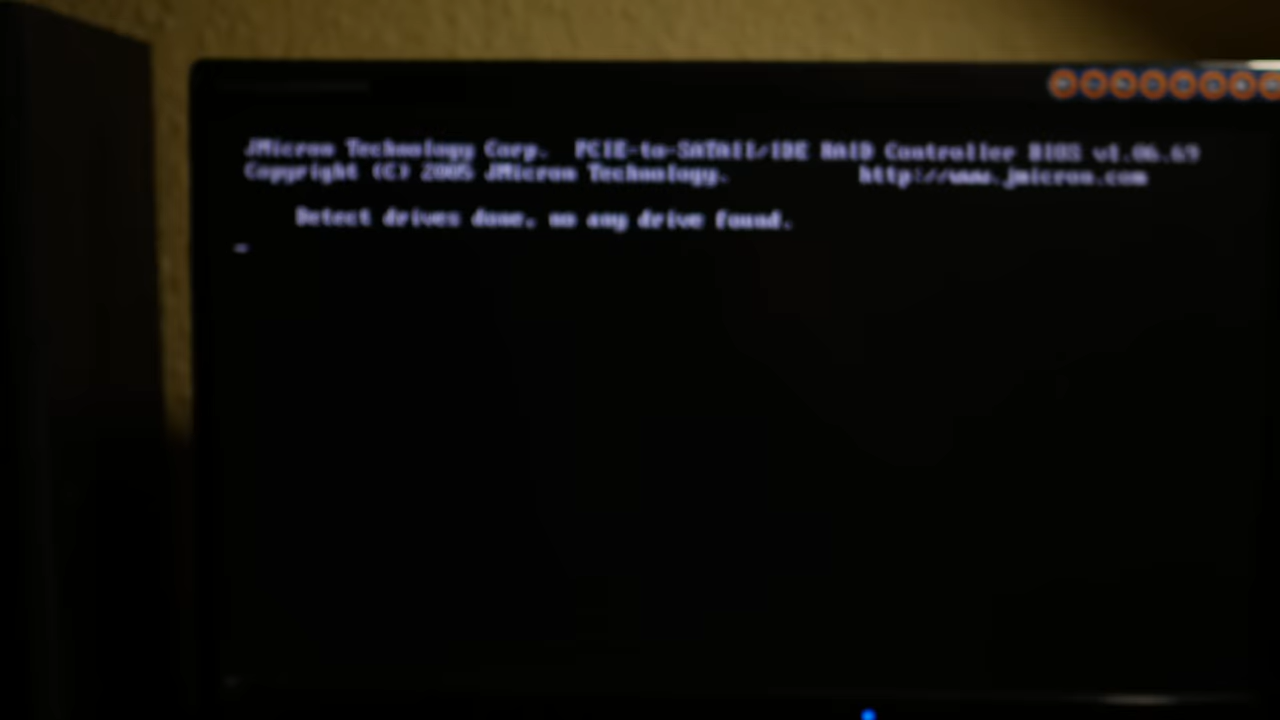 JMicron Technology Corp. PCIE-to-SATAII/IDE RAID Controller BIOS v1.06.69
Copyright (C) 2005 JMicron Technology. http://www.jmicron.com
Detect drives done, no any drive found.